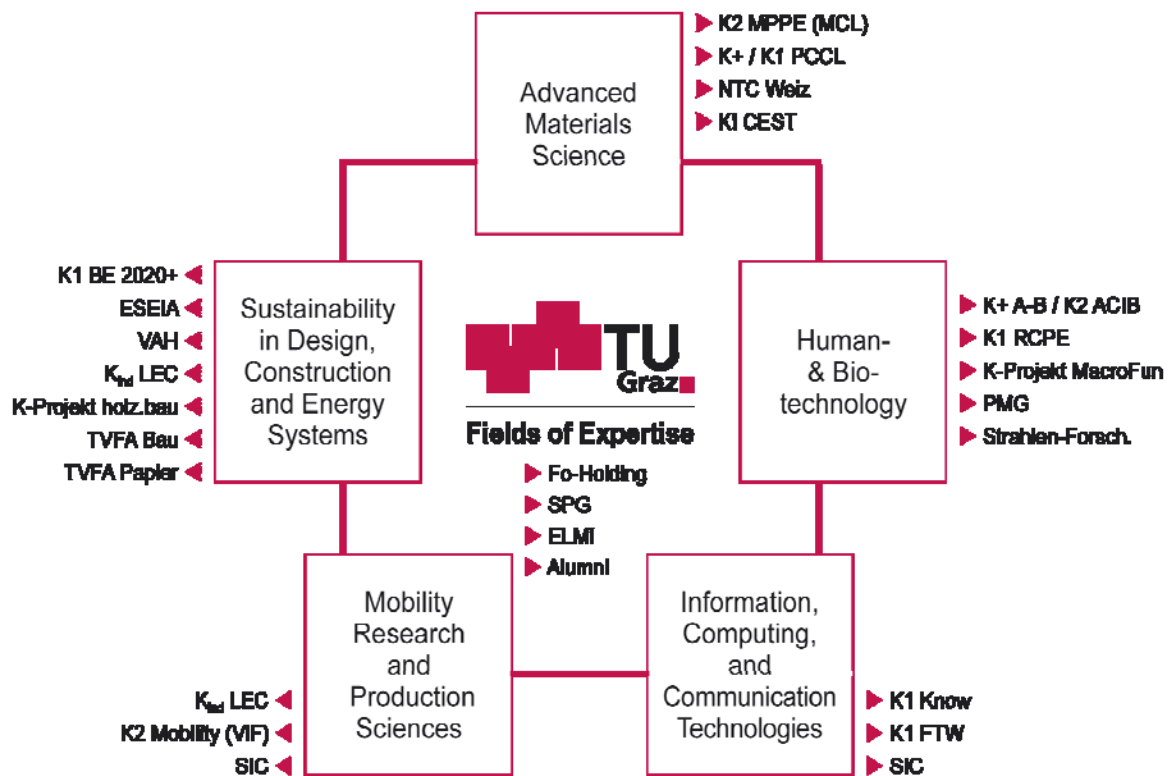 Advanced
Materials
Science
K2 MPPE (MCL)
K+ / K1 PCCL
NTC Weiz
KI CEST
K1 BE 2020+
ESEIA
VAH
Kind LEC
K-Projekt holz.bau
TVFA Bau
TVFA Papier
Sustainability
in Design,
Construction
and Energy
Systems
TU
Graz
Fields of Expertise
Fo-Holding
SPG
ELMI
Alumni
Human-
& Bio-
technology
K+ A-B / K2 ACIB
K1 RCPE
K-Projekt MacroFun
PMG
Strahlen-Forsch.
Mobility
Research
and
Production
Sciences
Kind LEC
K2 Mobility (VIF)
SIC
Information,
Computing,
and
Communication
Technologies
K1 Know
K1 FTW
SIC